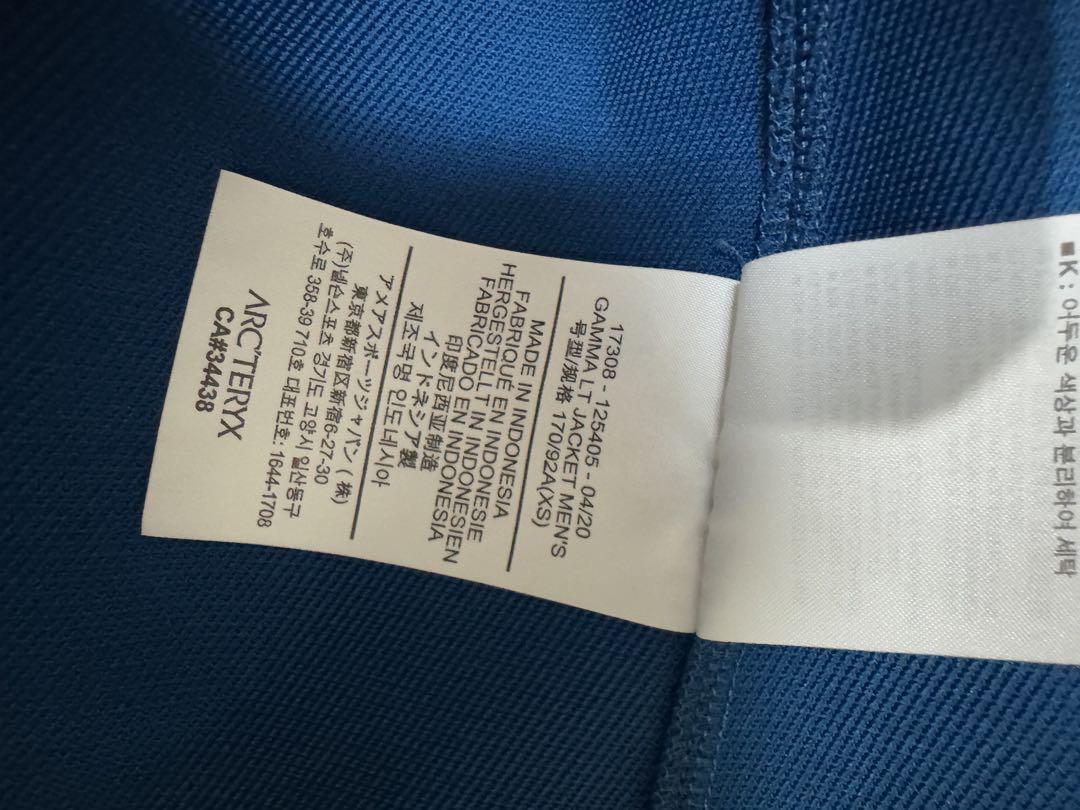 17308 - 125405 - 04/20
GAMMA LT JACKET MEN'S
号型/规格 170/92A(XS)
MADE IN INDONESIA
FABRIQUÉ EN INDONESIE
HERGESTELLT IN INDONESIEN
FABRICADO EN INDONESIA
印度尼西亚制造
インドネシア製
제조국명 인도네시아
アメアスポーツジャパン(株)
東京都新宿区新宿6-27-30
(주)넬슨스포츠 경기도 고양시 일산동구
호수로 358-39 710호 대표번호: 1644-1708
ARC'TERYX
CA#34438
■K: 어두운 색상과 분리하여 세탁